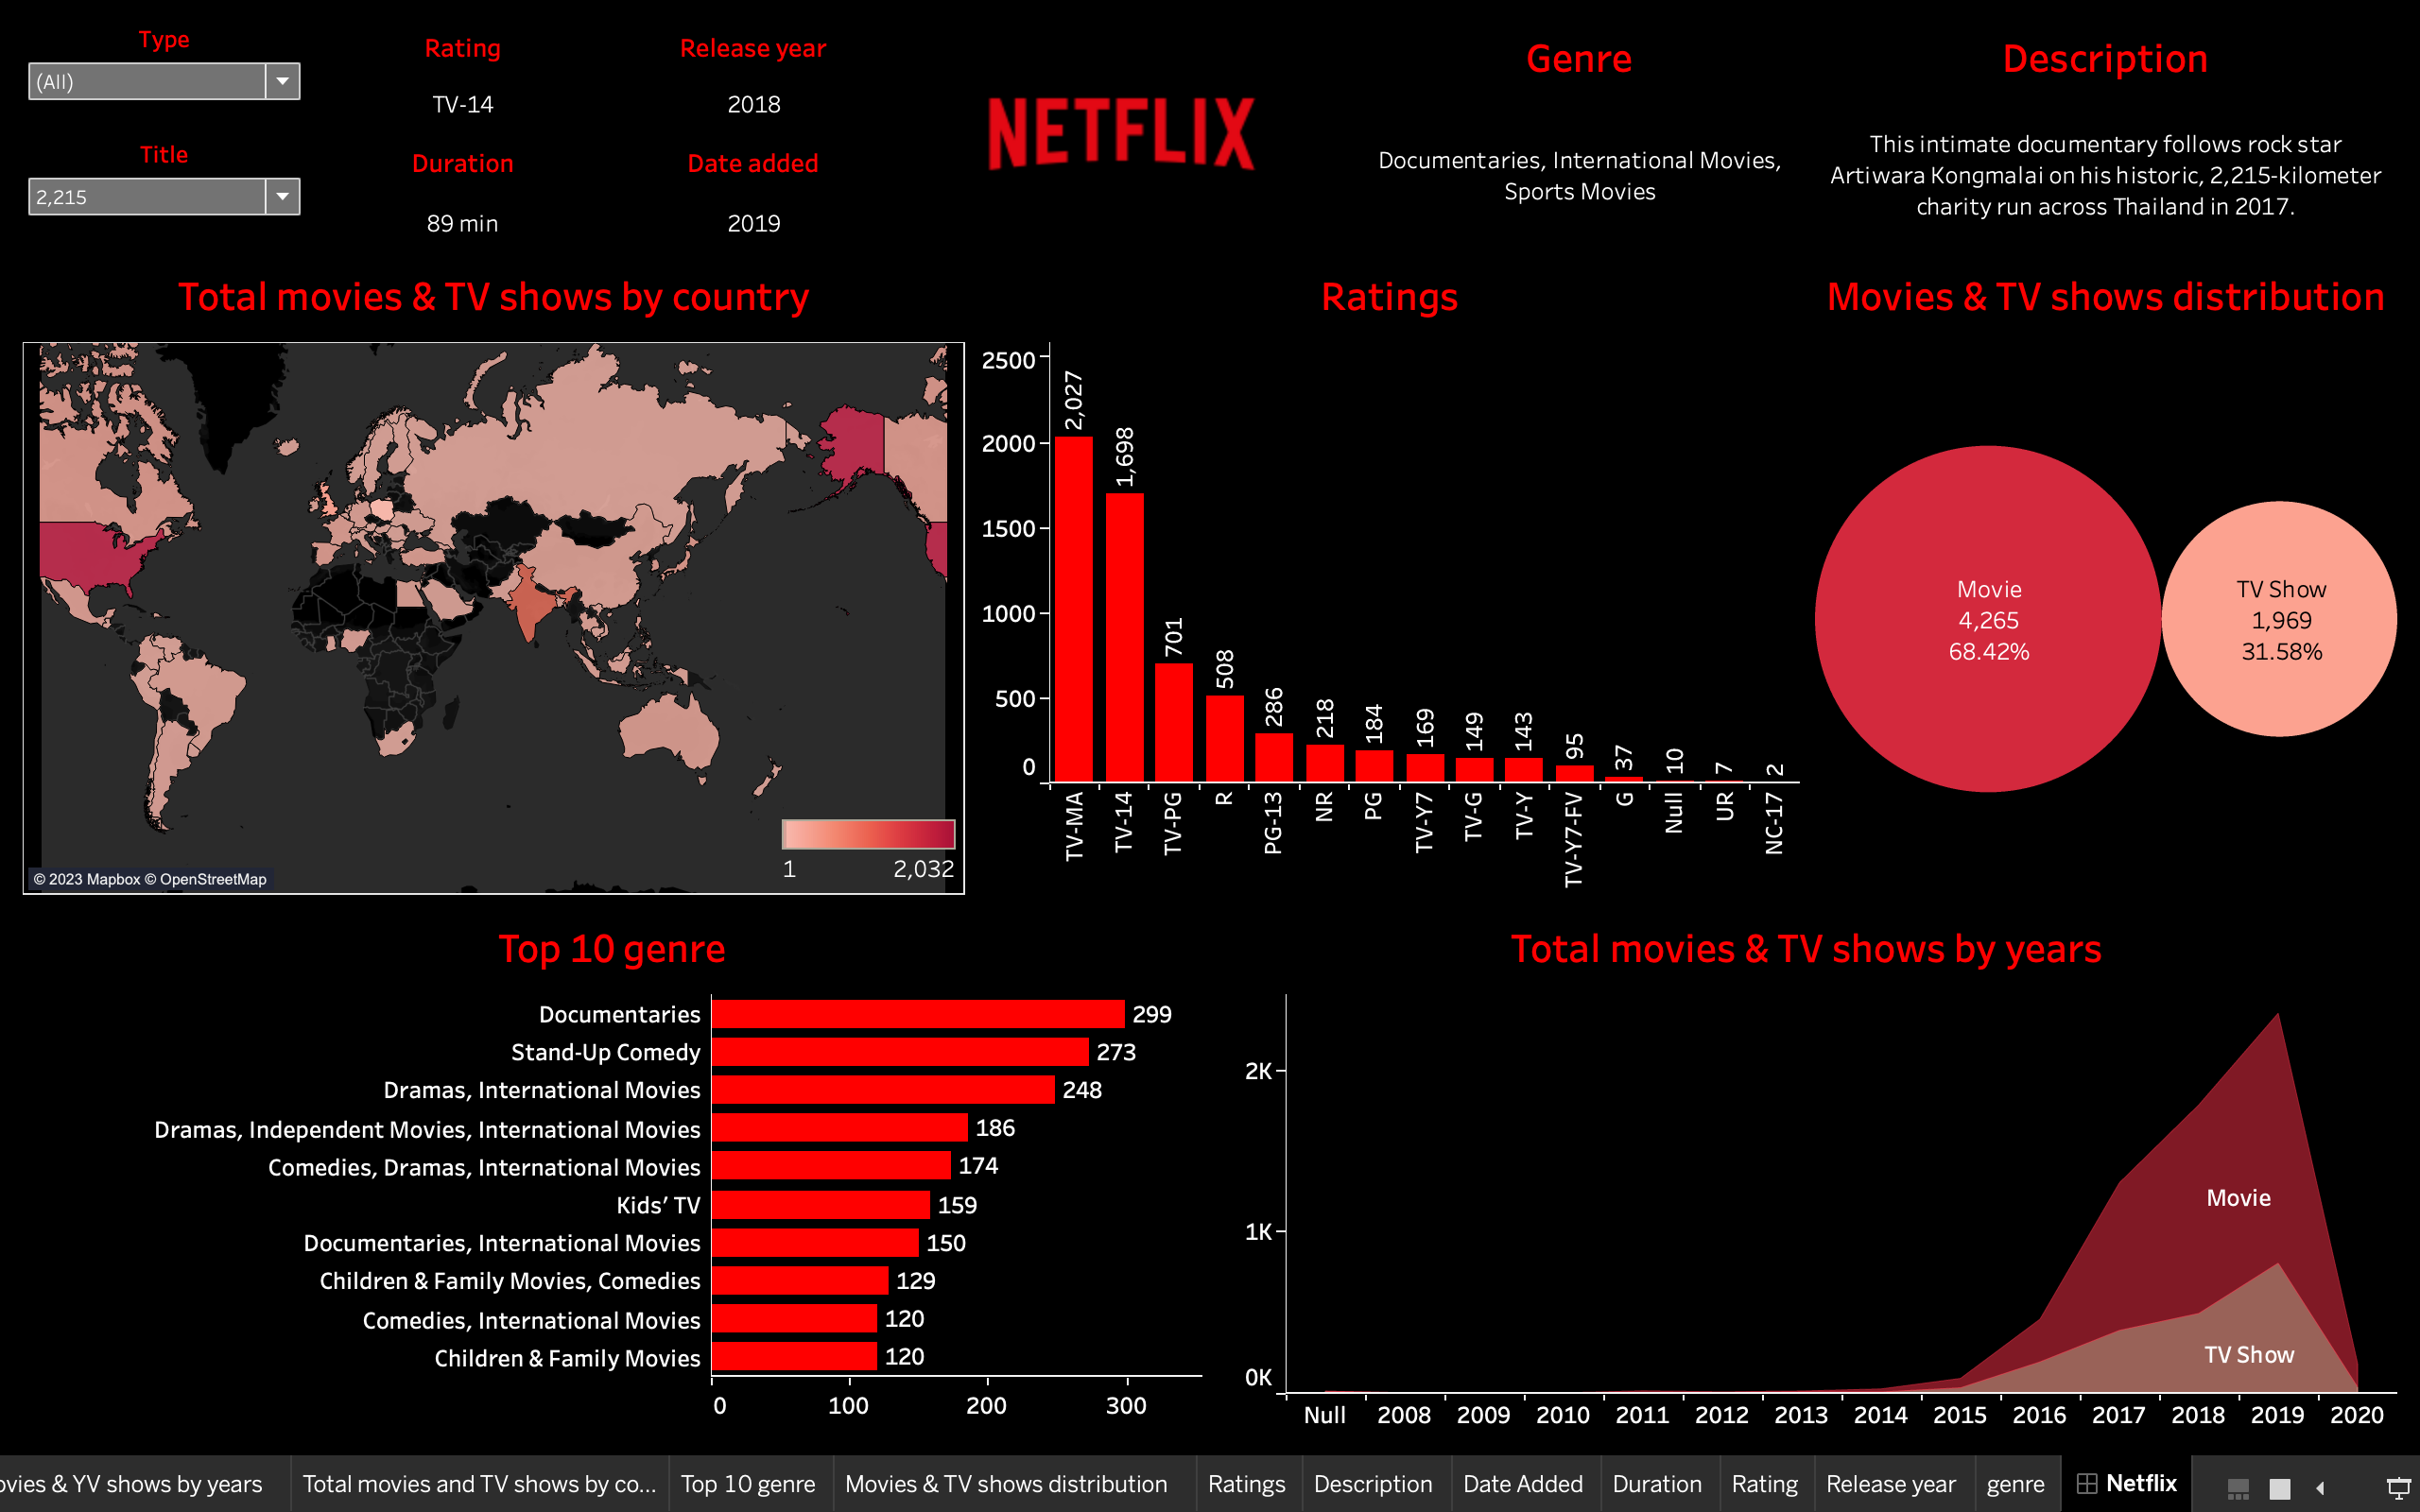 Type
(All)
Title
2,215
Rating
TV-14
Duration
89 min
Release year
2018
Date added
2019
NETFLIX
Genre
Documentaries, International Movies,
Sports Movies
Description
This intimate documentary follows rock star
Artiwara Kongmalai on his historic, 2,215-kilometer
charity run across Thailand in 2017.
Total movies & TV shows by country
1
2,032
© 2023 Mapbox © OpenStreetMap
Ratings
2500
2000
1500
1000
500
0
2,027
1,698
701
508
286
218
184
169
149
143
95
37
10
7
2
TV-MA
TV-14
TV-PG
R
PG-13
NR
PG
TV-Y7
TV-G
TV-Y
TV-Y7-FV
G
Null
UR
NC-17
Movies & TV shows distribution
Movie
4,265
68.42%
TV Show
1,969
31.58%
Top 10 genre
Documentaries 299
Stand-Up Comedy 273
Dramas, International Movies 248
Dramas, Independent Movies, International Movies 186
Comedies, Dramas, International Movies 174
Kids’ TV 159
Documentaries, International Movies 150
Children & Family Movies, Comedies 129
Comedies, International Movies 120
Children & Family Movies 120
0 100 200 300
Total movies & TV shows by years
2K
1K
0K
Movie
TV Show
Null 2008 2009 2010 2011 2012 2013 2014 2015 2016 2017 2018 2019 2020
ovies & YV shows by years Total movies and TV shows by co... Top 10 genre Movies & TV shows distribution Ratings Description Date Added Duration Rating Release year genre Netflix